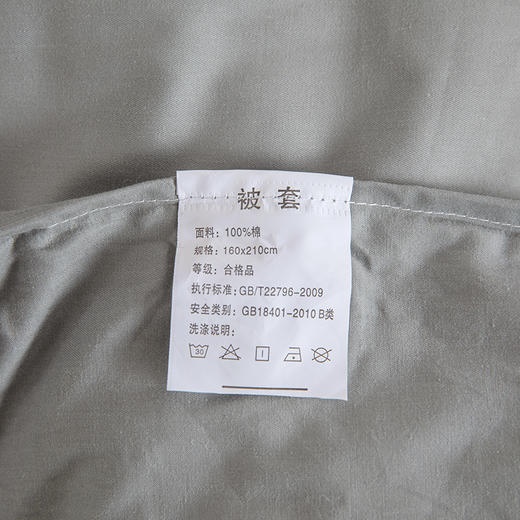 被套
面料：100%棉
规格：160x210cm
等级：合格品
执行标准：GB/T22796-2009
安全类别：GB18401-2010 B类
洗涤说明：
30